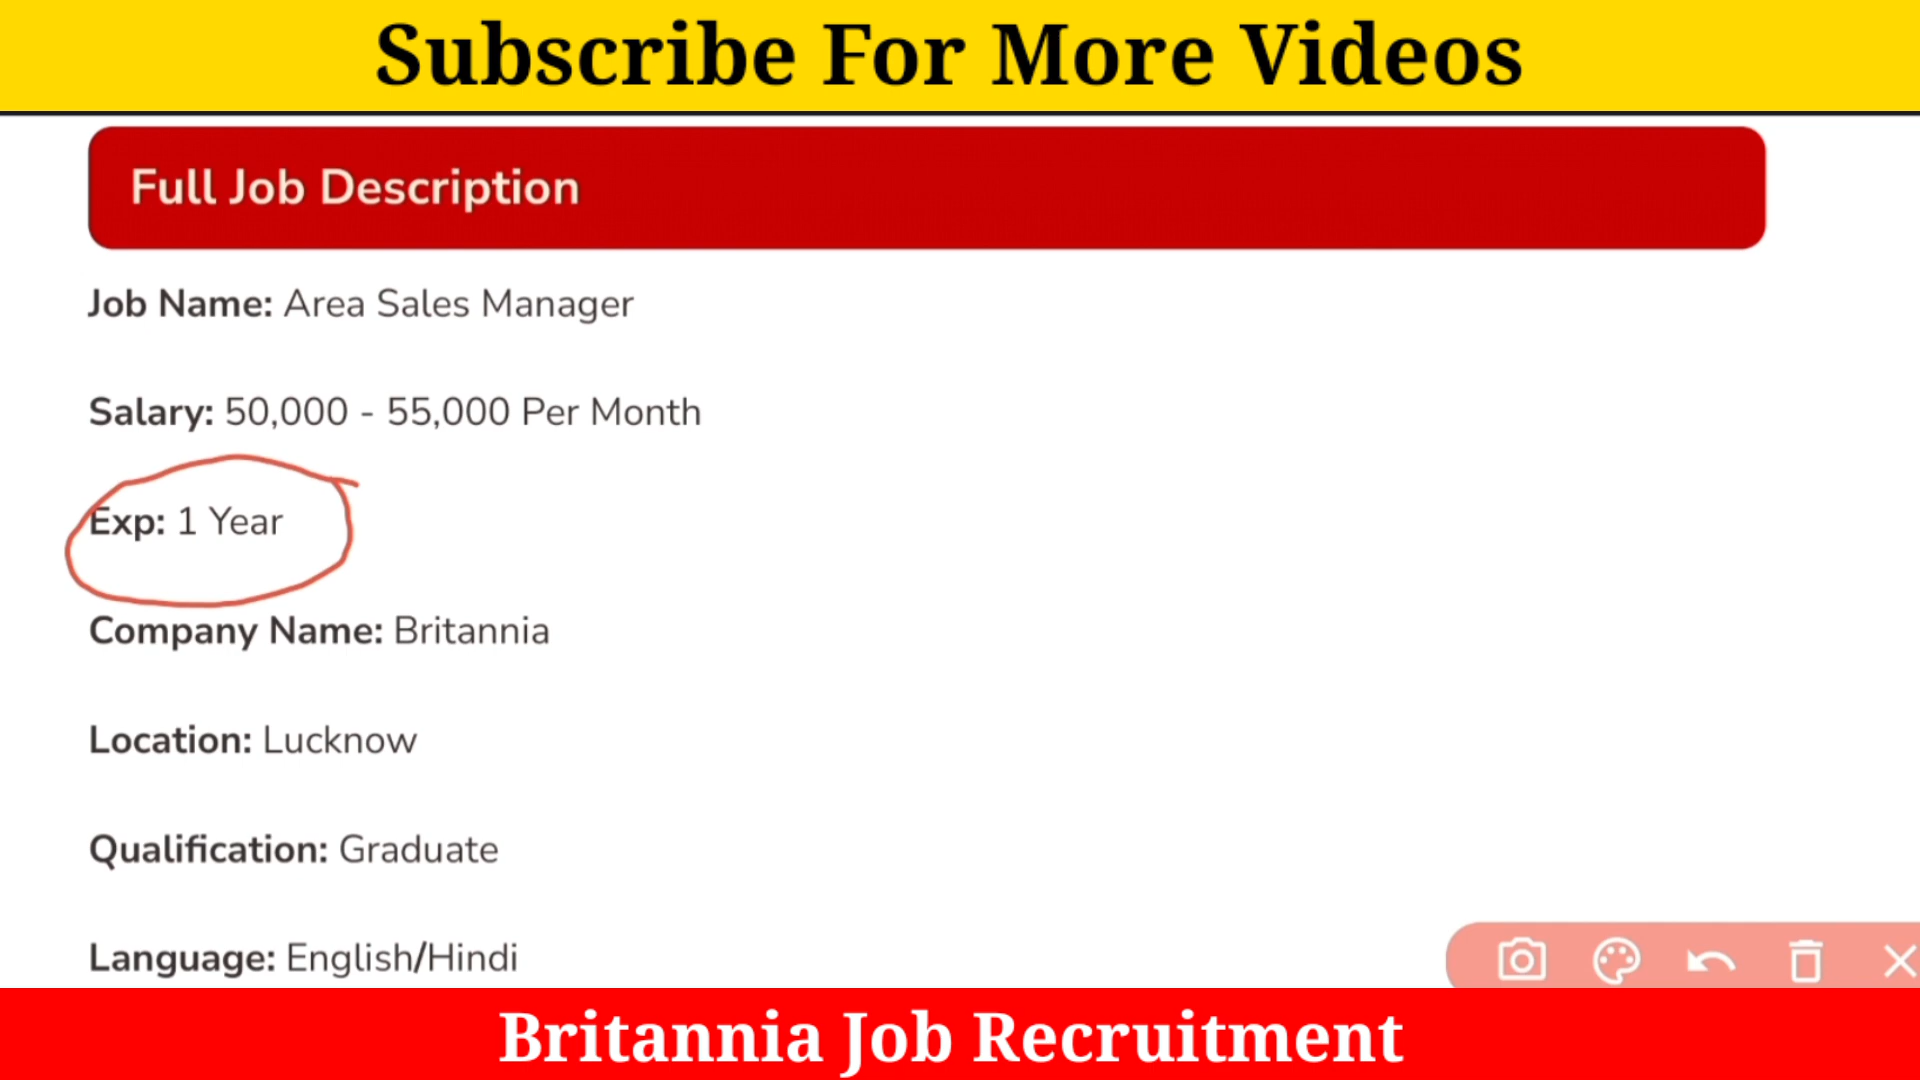 Subscribe For More Videos
Full Job Description
Job Name: Area Sales Manager
Salary: 50,000 - 55,000 Per Month
Exp: 1 Year
Company Name: Britannia
Location: Lucknow
Qualification: Graduate
Language: English/Hindi
Britannia Job Recruitment